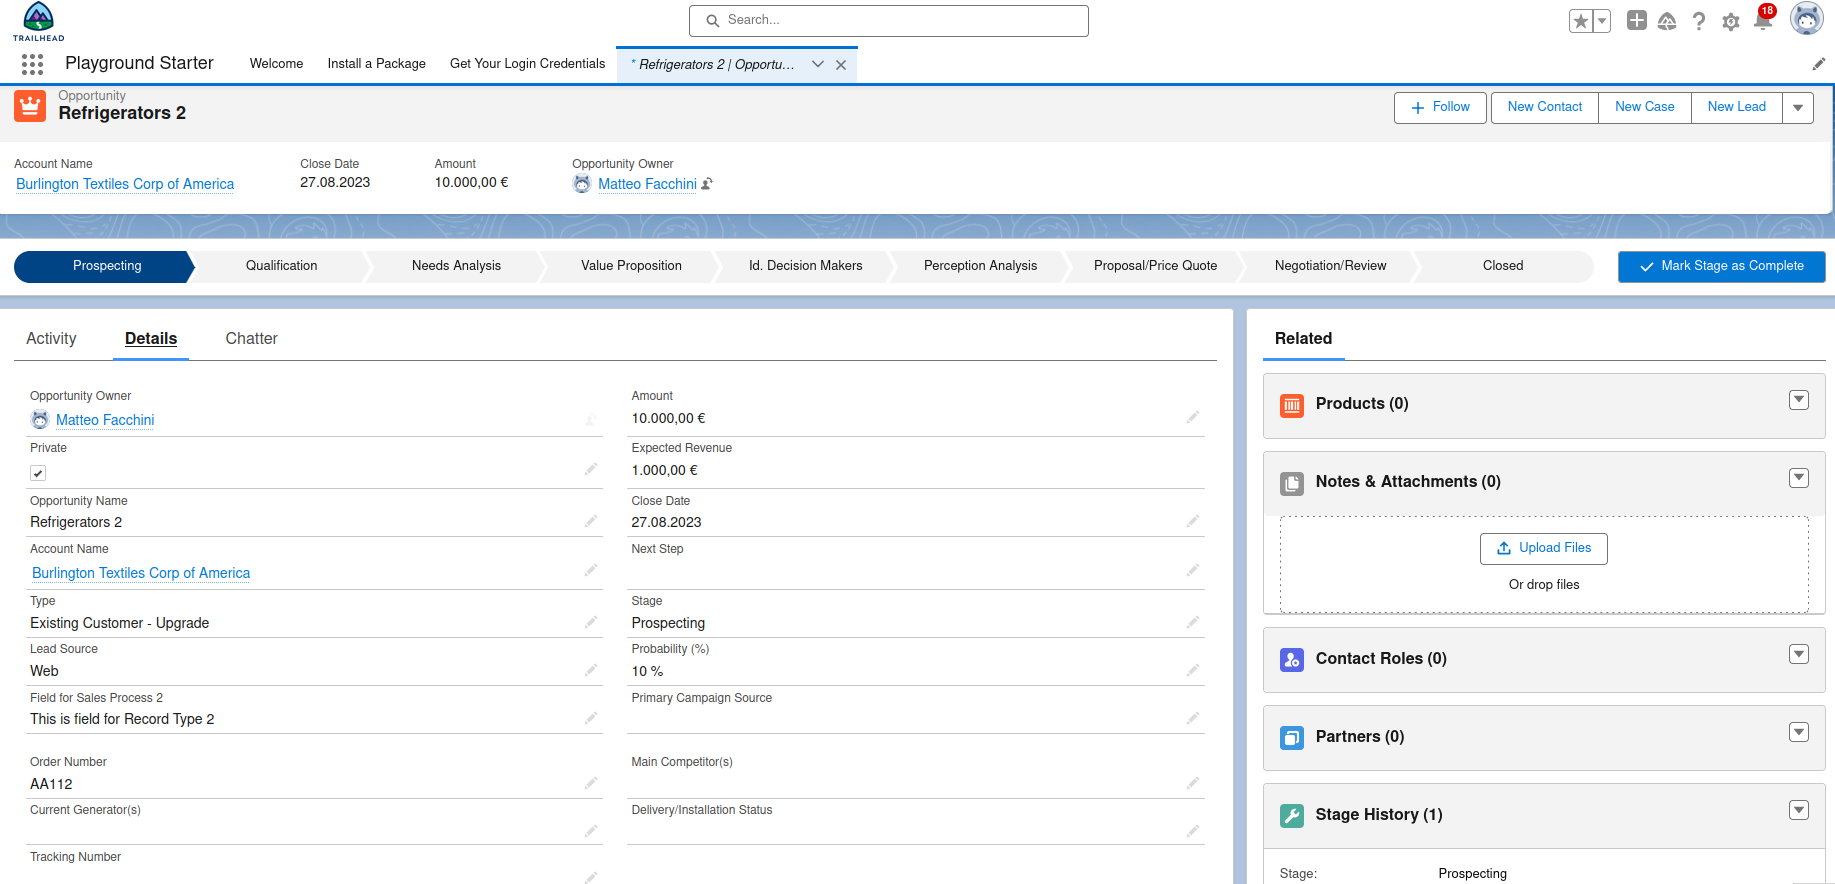 TRAILHEAD
Search...
18
Playground Starter
Welcome
Install a Package
Get Your Login Credentials
* Refrigerators 2 | Opportu...
Opportunity
Refrigerators 2
Follow
New Contact
New Case
New Lead
Account Name
Close Date
Amount
Opportunity Owner
Burlington Textiles Corp of America
27.08.2023
10.000,00 €
Matteo Facchini
Prospecting
Qualification
Needs Analysis
Value Proposition
Id. Decision Makers
Perception Analysis
Proposal/Price Quote
Negotiation/Review
Closed
Mark Stage as Complete
Activity
Details
Chatter
Opportunity Owner
Matteo Facchini
Amount
10.000,00 €
Private
Expected Revenue
1.000,00 €
Opportunity Name
Refrigerators 2
Close Date
27.08.2023
Account Name
Burlington Textiles Corp of America
Next Step
Type
Existing Customer - Upgrade
Stage
Prospecting
Lead Source
Web
Probability (%)
10 %
Field for Sales Process 2
This is field for Record Type 2
Primary Campaign Source
Order Number
AA112
Main Competitor(s)
Current Generator(s)
Delivery/Installation Status
Tracking Number
Related
Products (0)
Notes & Attachments (0)
Upload Files
Or drop files
Contact Roles (0)
Partners (0)
Stage History (1)
Stage:
Prospecting